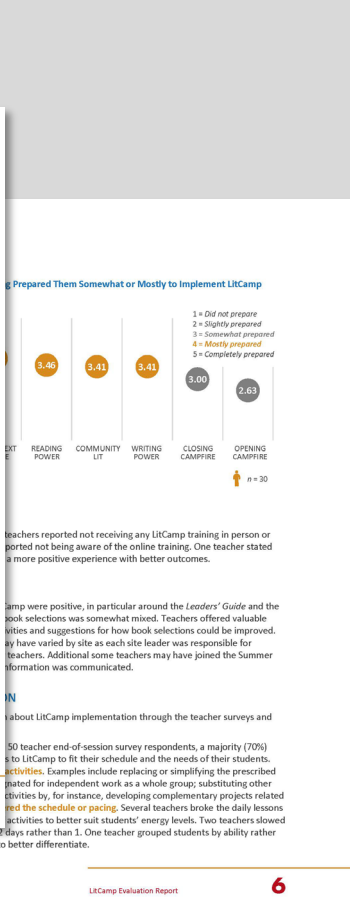 g Prepared Them Somewhat or Mostly to Implement LitCamp
1 = Did not prepare
2 = Slightly prepared
3 = Somewhat prepared
4 = Mostly prepared
5 = Completely prepared
3.46
3.41
3.41
3.00
2.63
EXT
E
READING
POWER
COMMUNITY
LIT
WRITING
POWER
CLOSING
CAMPFIRE
OPENING
CAMPFIRE
n = 30
teachers reported not receiving any LitCamp training in person or
ported not being aware of the online training. One teacher stated
a more positive experience with better outcomes.
Camp were positive, in particular around the Leaders' Guide and the
book selections was somewhat mixed. Teachers offered valuable
ivities and suggestions for how book selections could be improved.
ay have varied by site as each site leader was responsible for
teachers. Additional some teachers may have joined the Summer
nformation was communicated.
ON
about LitCamp implementation through the teacher surveys and
50 teacher end-of-session survey respondents, a majority (70%)
s to LitCamp to fit their schedule and the needs of their students.
activities. Examples include replacing or simplifying the prescribed
gnated for independent work as a whole group; substituting other
ctivities by, for instance, developing complementary projects related
red the schedule or pacing. Several teachers broke the daily lessons
activities to better suit students' energy levels. Two teachers slowed
2 days rather than 1. One teacher grouped students by ability rather
o better differentiate.
LitCamp Evaluation Report
6